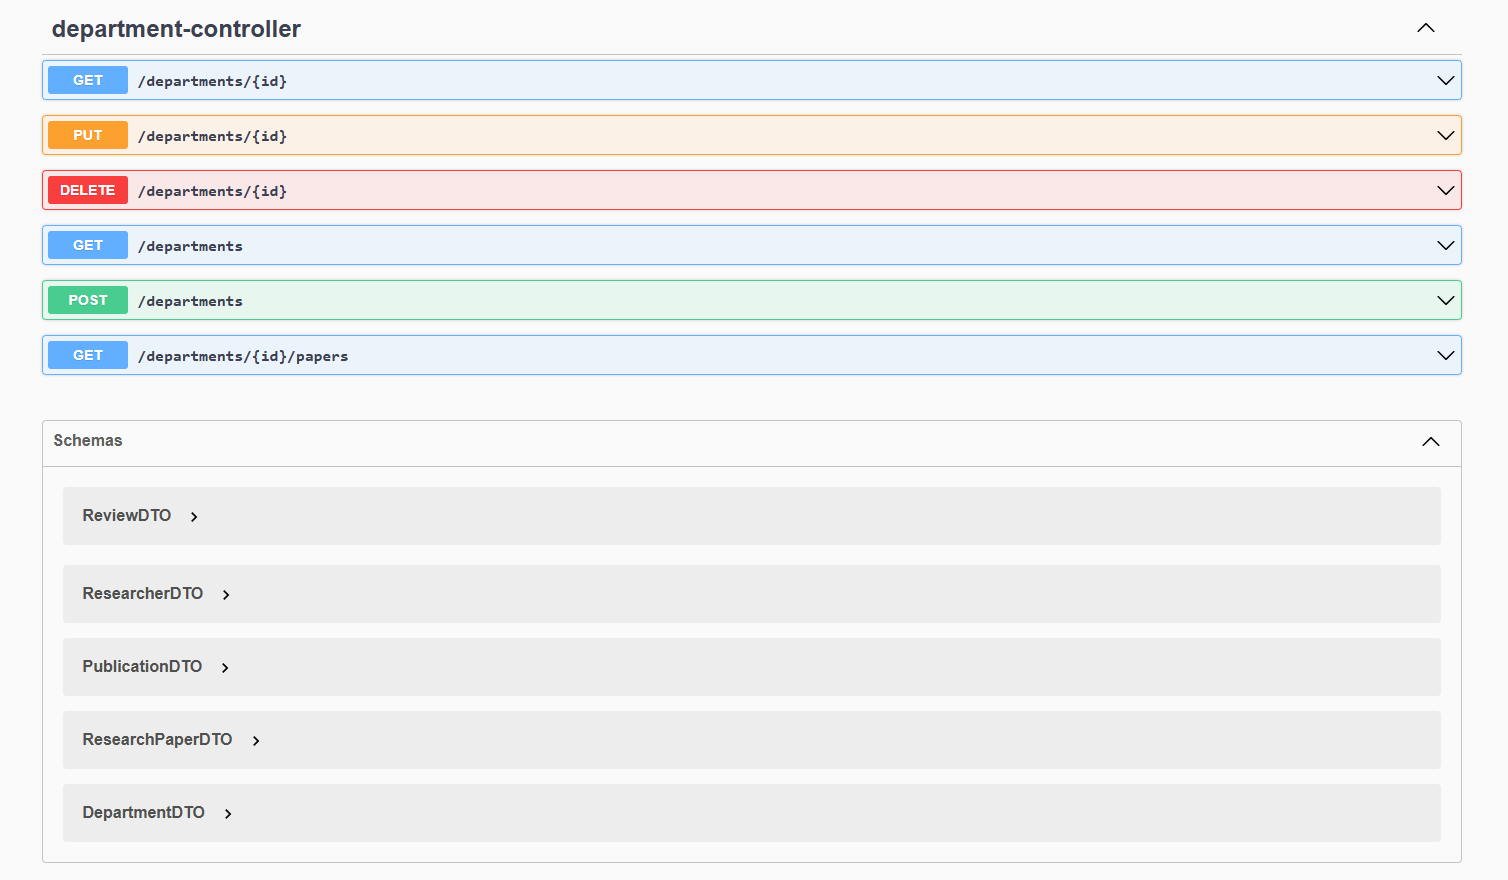 department-controller
GET /departments/{id}
PUT /departments/{id}
DELETE /departments/{id}
GET /departments
POST /departments
GET /departments/{id}/papers
Schemas
ReviewDTO
ResearcherDTO
PublicationDTO
ResearchPaperDTO
DepartmentDTO